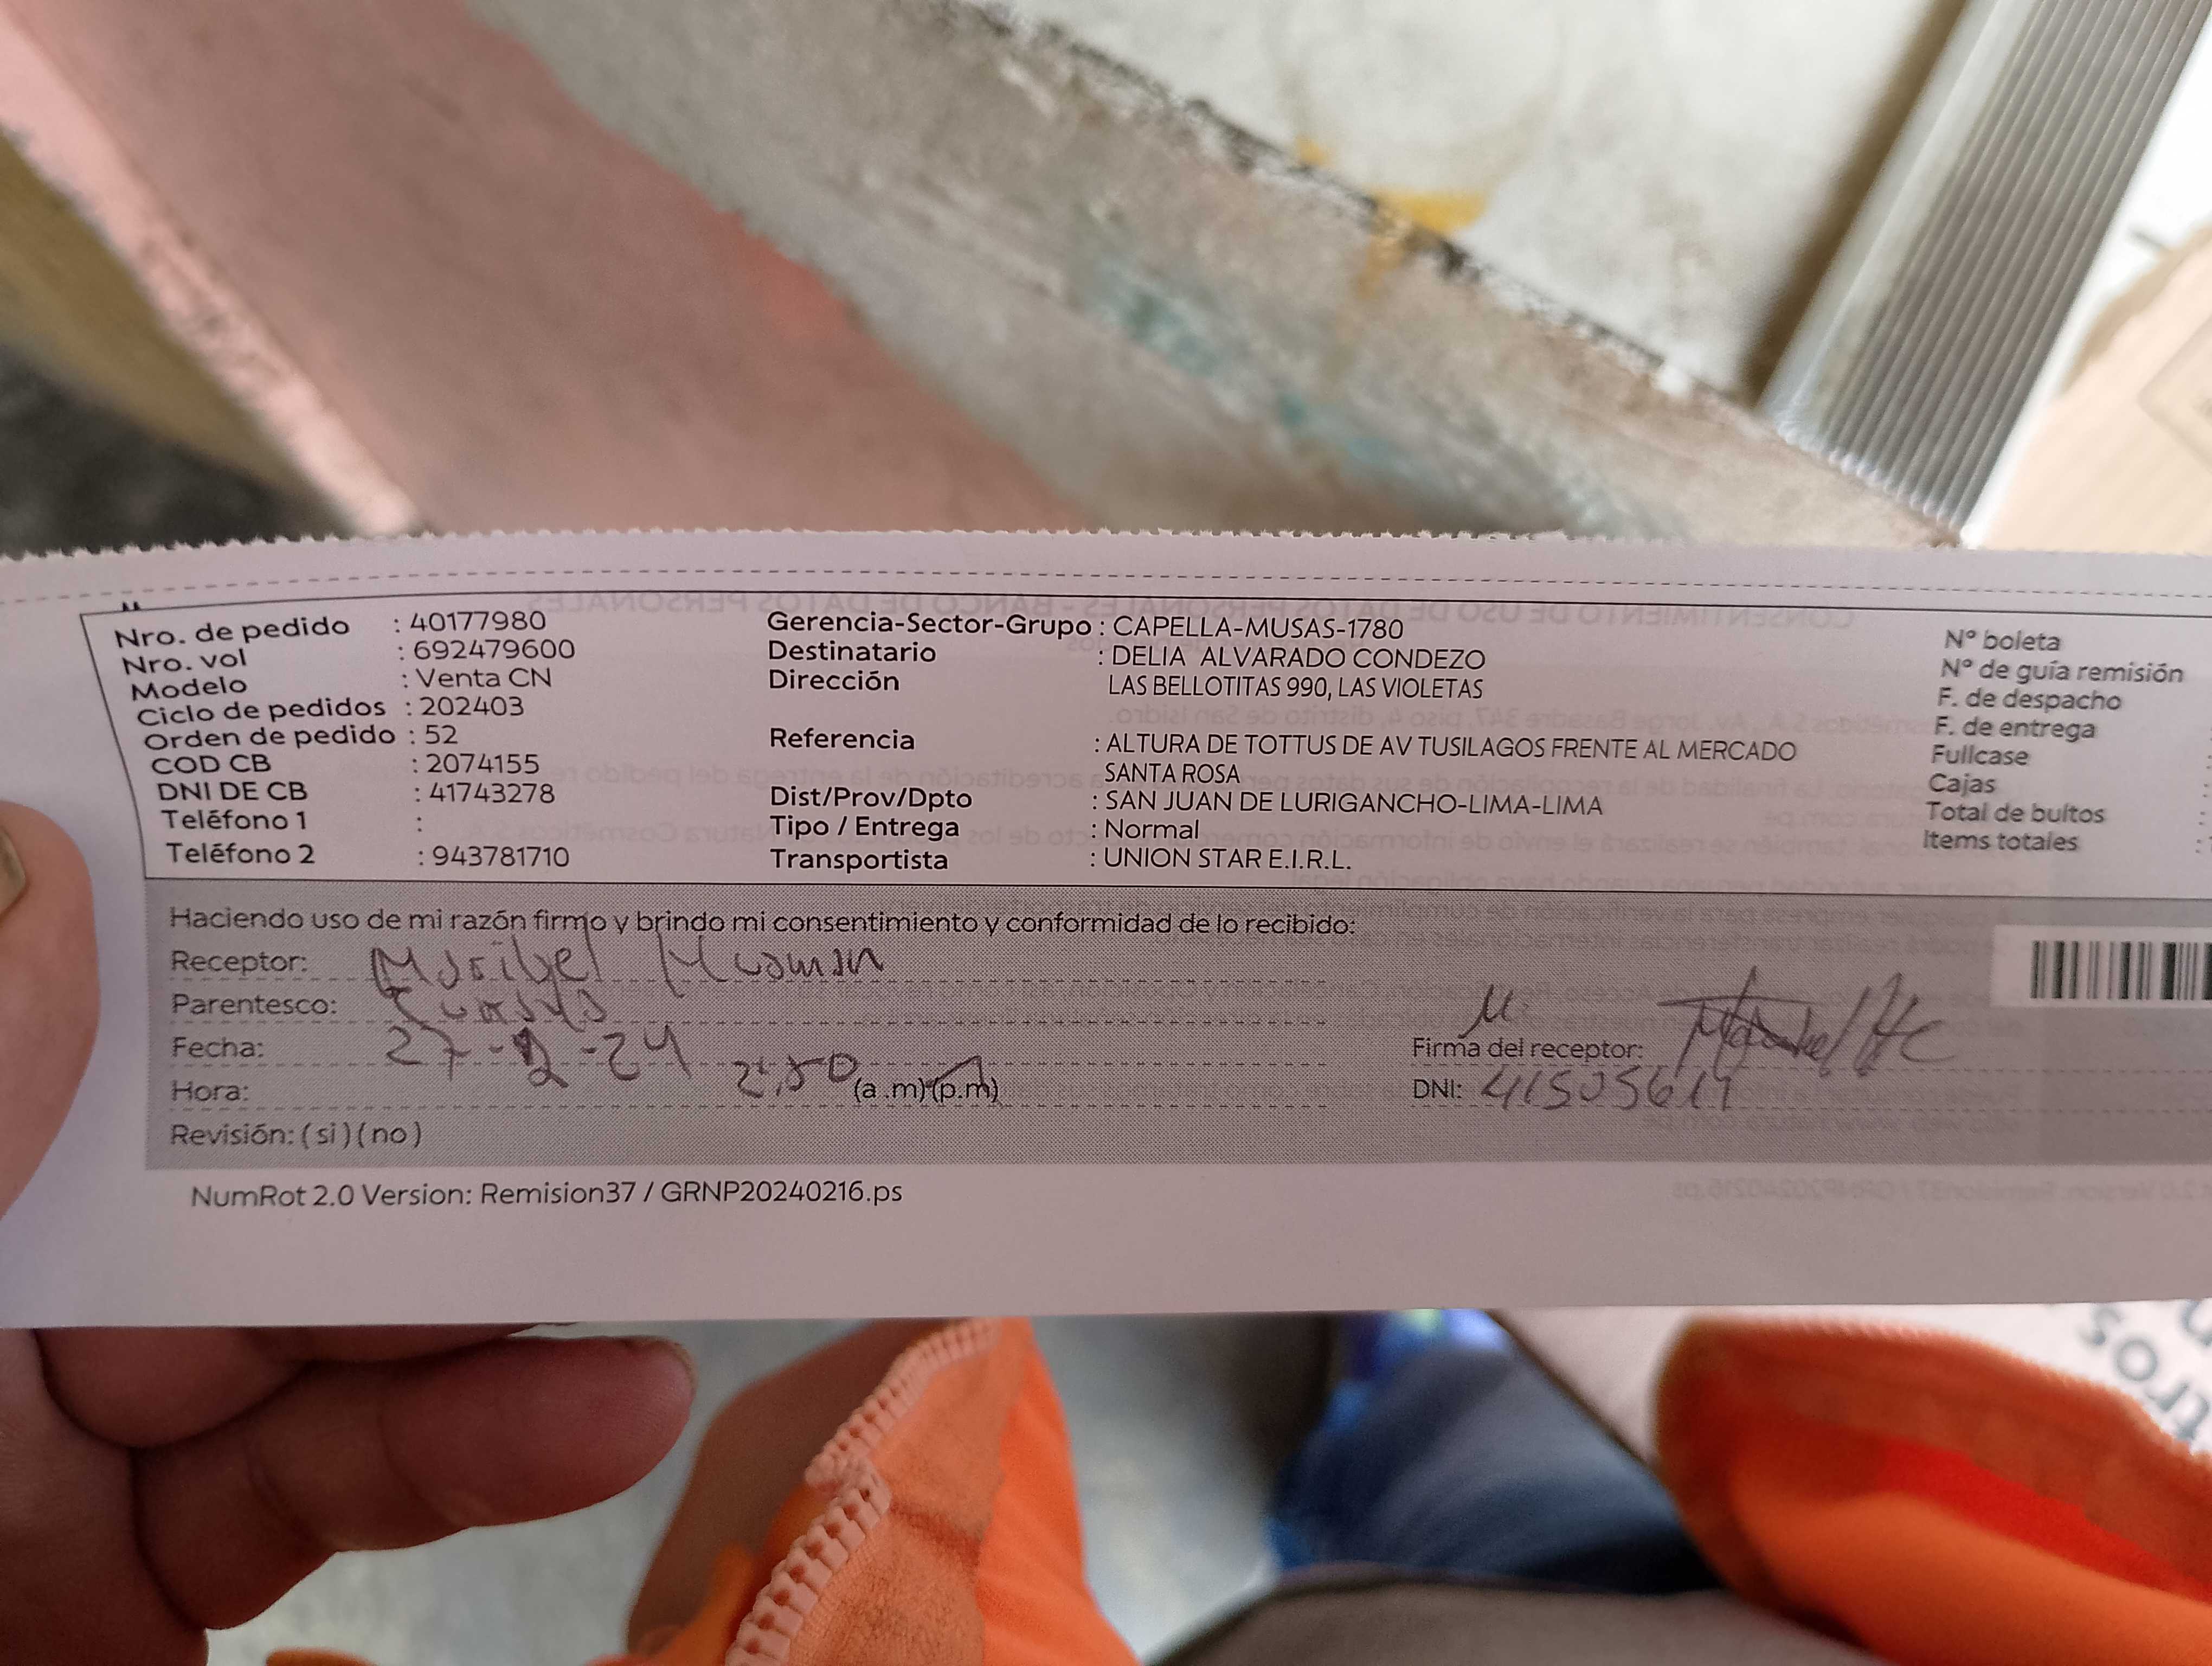 Nro. de pedido : 40177980
Nro. vol : 692479600
Modelo : Venta CN
Ciclo de pedidos : 202403
Orden de pedido : 52
COD CB : 2074155
DNI DE CB : 41743278
Teléfono 1 :
Teléfono 2 : 943781710
Gerencia-Sector-Grupo : CAPELLA-MUSAS-1780
Destinatario : DELIA ALVARADO CONDEZO
Dirección LAS BELLOTITAS 990, LAS VIOLETAS
Referencia : ALTURA DE TOTTUS DE AV TUSILAGOS FRENTE AL MERCADO
SANTA ROSA
Dist/Prov/Dpto : SAN JUAN DE LURIGANCHO-LIMA-LIMA
Tipo / Entrega : Normal
Transportista : UNION STAR E.I.R.L.
N° boleta
N° de guía remisión
F. de despacho
F. de entrega :
Fullcase :
Cajas :
Total de bultos :
Items totales :
Haciendo uso de mi razón firmo y brindo mi consentimiento y conformidad de lo recibido:
Receptor: Maribel Huaman
Parentesco:
Fecha: 27-2-24
Hora: 2:50 (a .m)(p.m)
Revisión: ( si ) ( no )
Firma del receptor:
DNI: 41505614
NumRot 2.0 Version: Remision37 / GRNP20240216.ps